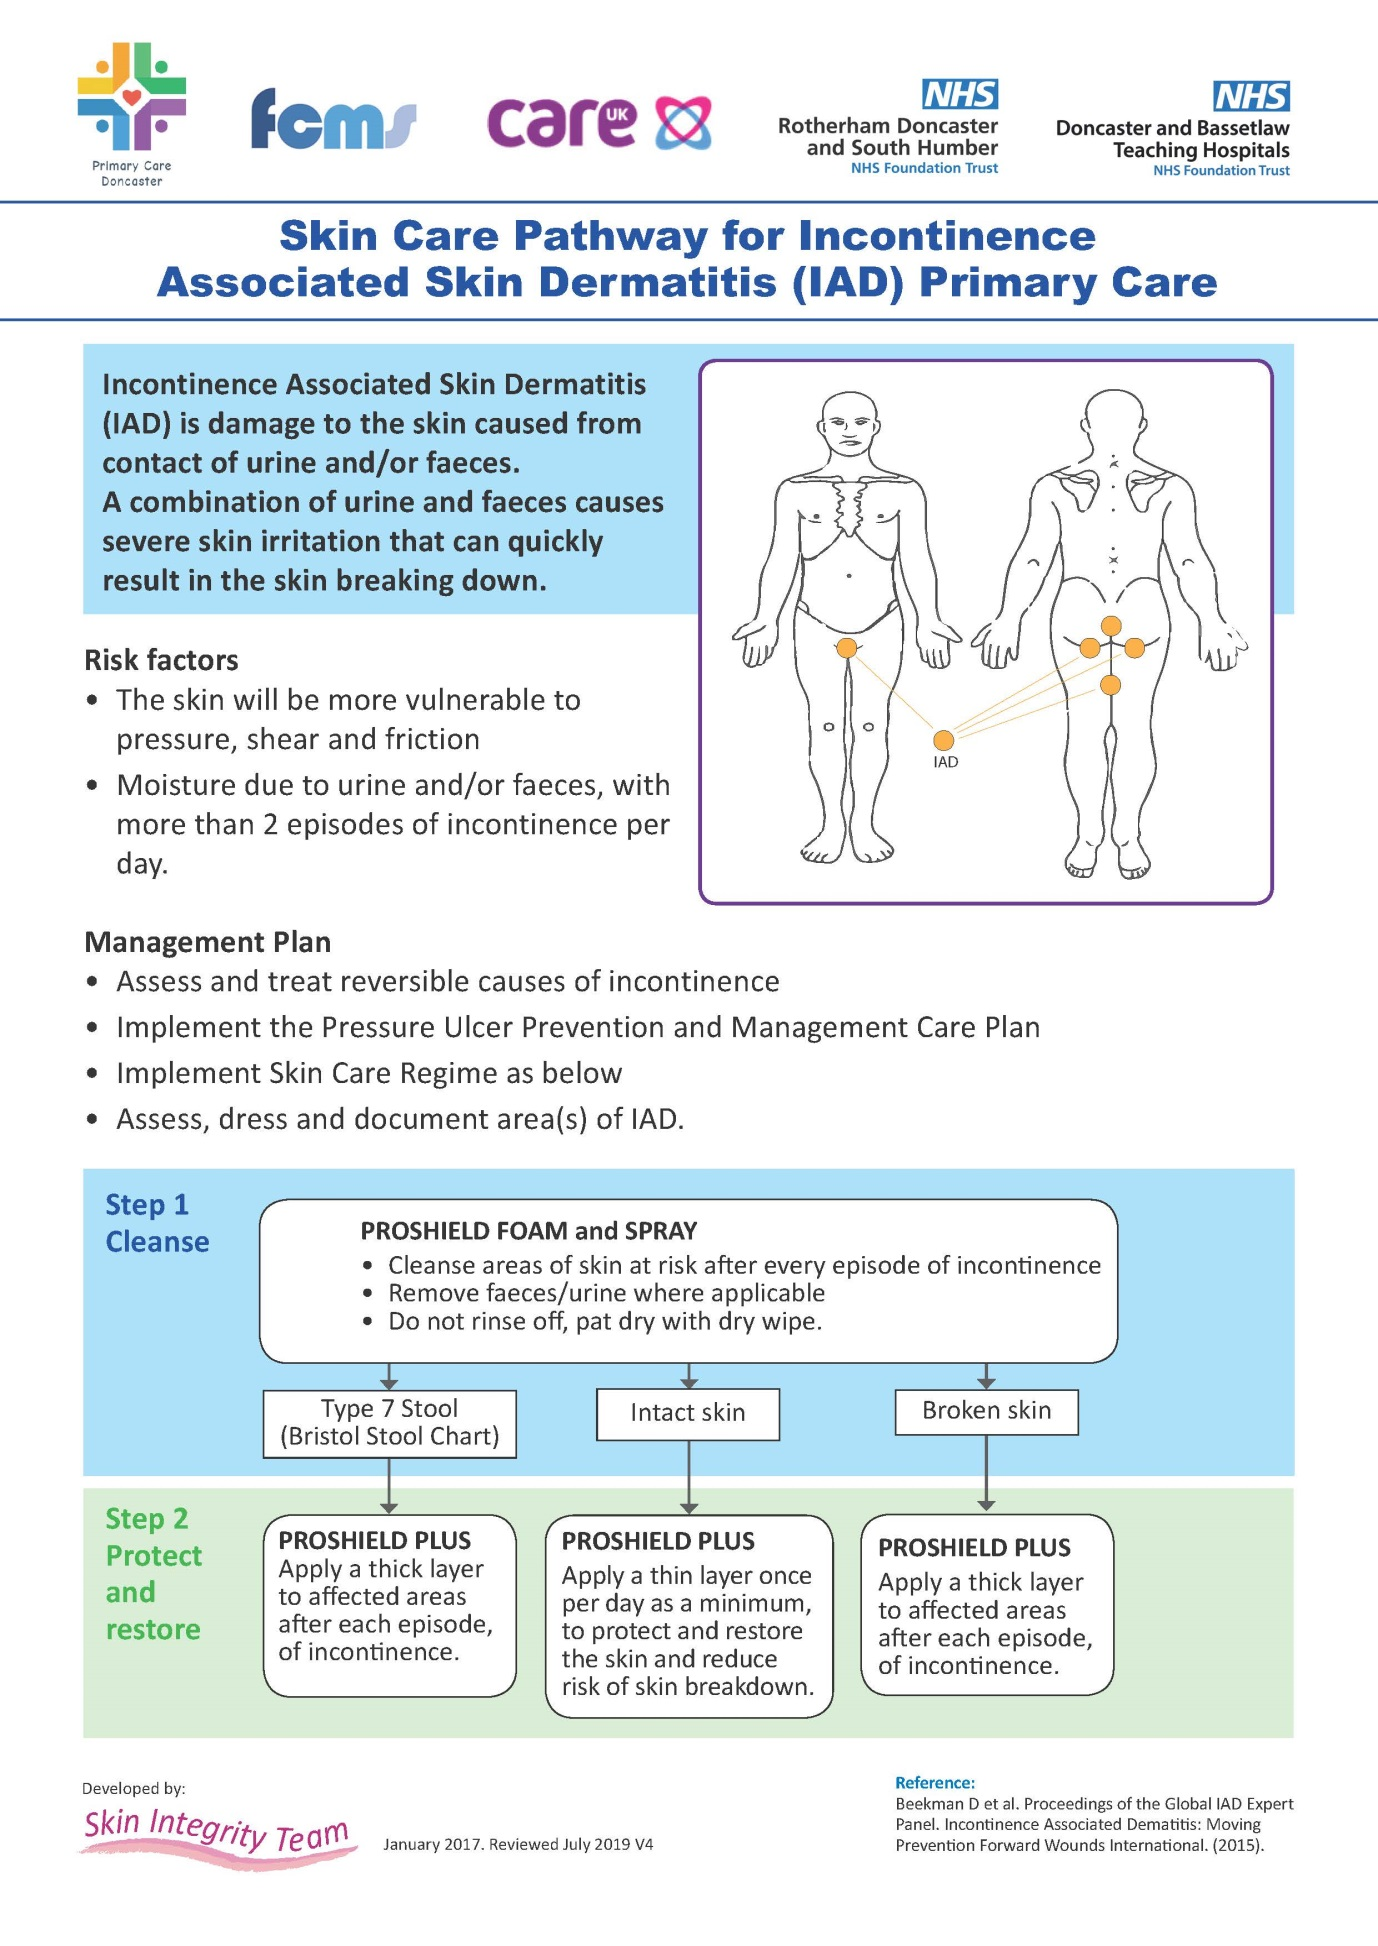 Primary Care
Doncaster
fcms
care UK
NHS
Rotherham Doncaster
and South Humber
NHS Foundation Trust
NHS
Doncaster and Bassetlaw
Teaching Hospitals
NHS Foundation Trust
Skin Care Pathway for Incontinence
Associated Skin Dermatitis (IAD) Primary Care
Incontinence Associated Skin Dermatitis
(IAD) is damage to the skin caused from
contact of urine and/or faeces.
A combination of urine and faeces causes
severe skin irritation that can quickly
result in the skin breaking down.
IAD
Risk factors
• The skin will be more vulnerable to
pressure, shear and friction
• Moisture due to urine and/or faeces, with
more than 2 episodes of incontinence per
day.
Management Plan
• Assess and treat reversible causes of incontinence
• Implement the Pressure Ulcer Prevention and Management Care Plan
• Implement Skin Care Regime as below
• Assess, dress and document area(s) of IAD.
Step 1
Cleanse
PROSHIELD FOAM and SPRAY
• Cleanse areas of skin at risk after every episode of incontinence
• Remove faeces/urine where applicable
• Do not rinse off, pat dry with dry wipe.
Type 7 Stool
(Bristol Stool Chart)
Intact skin
Broken skin
Step 2
Protect
and
restore
PROSHIELD PLUS
Apply a thick layer
to affected areas
after each episode,
of incontinence.
PROSHIELD PLUS
Apply a thin layer once
per day as a minimum,
to protect and restore
the skin and reduce
risk of skin breakdown.
PROSHIELD PLUS
Apply a thick layer
to affected areas
after each episode,
of incontinence.
Developed by:
Skin Integrity Team
January 2017. Reviewed July 2019 V4
Reference:
Beekman D et al. Proceedings of the Global IAD Expert
Panel. Incontinence Associated Dematitis: Moving
Prevention Forward Wounds International. (2015).